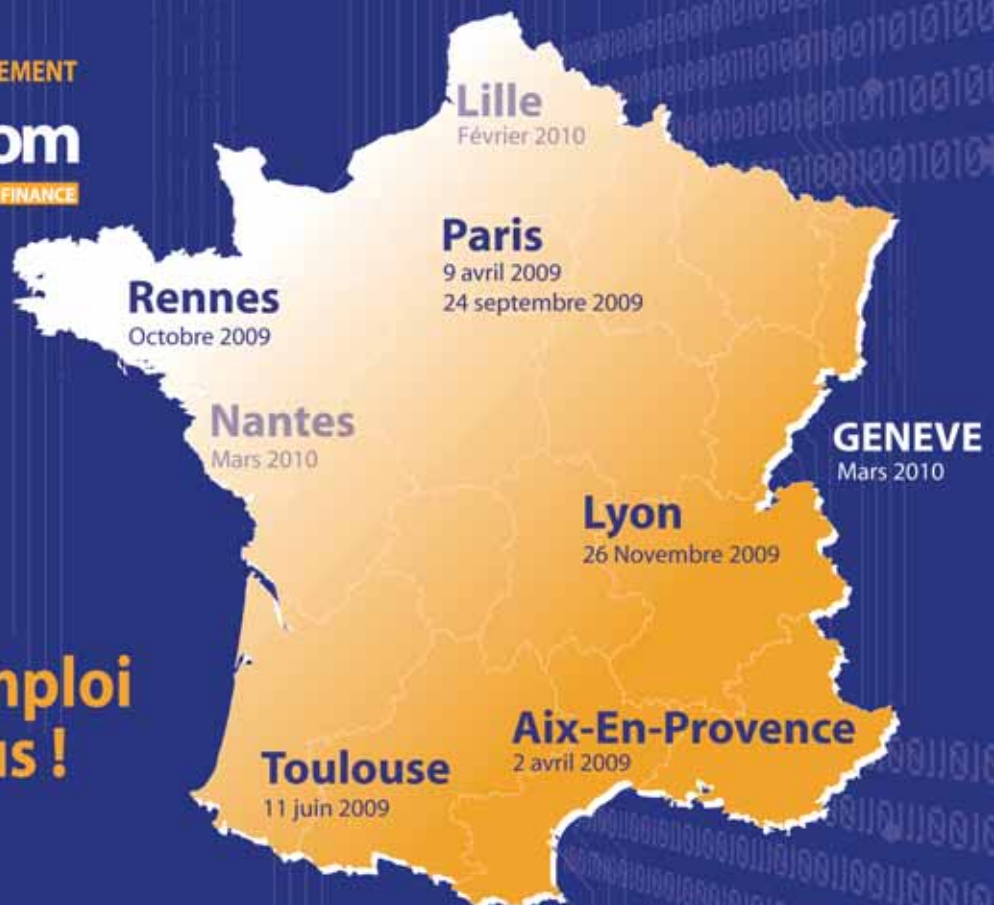 EMENT
om
FINANCE
Lille
Février 2010
Paris
9 avril 2009
24 septembre 2009
Rennes
Octobre 2009
Nantes
Mars 2010
GENEVE
Mars 2010
Lyon
26 Novembre 2009
mploi
us !
Aix-En-Provence
2 avril 2009
Toulouse
11 juin 2009